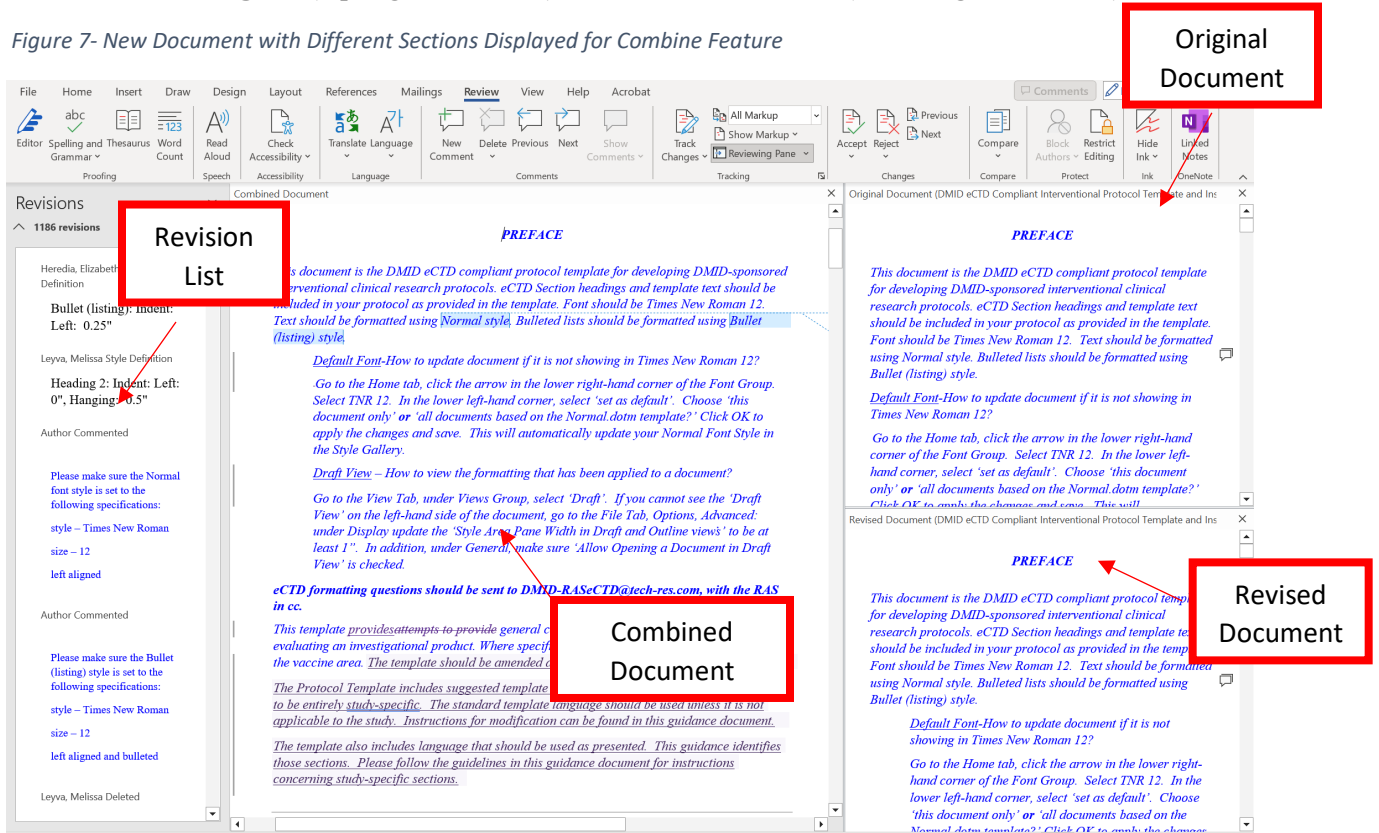 Figure 7- New Document with Different Sections Displayed for Combine Feature
Original
Document
File Home Insert Draw Design Layout References Mailings Review View Help Acrobat
Comments
Editor
abc
Spelling and
Grammar
Thesaurus
123
Word
Count
Read
Aloud
Check
Accessibility
Translate
Language
New
Comment
Delete
Previous
Next
Show
Comments
Track
Changes
All Markup
Show Markup
Reviewing Pane
Accept
Reject
Previous
Next
Compare
Block
Authors
Restrict
Editing
Hide
Ink
N
Linked
Notes
Proofing Speech Accessibility Language Comments Tracking Changes Compare Protect Ink OneNote
Revisions
1186 revisions
Revision
List
Heredia, Elizabeth
Definition
Bullet (listing): Indent:
Left: 0.25"
Leyva, Melissa Style Definition
Heading 2: Indent: Left:
0", Hanging: 0.5"
Author Commented
Please make sure the Normal
font style is set to the
following specifications:
style – Times New Roman
size – 12
left aligned
Author Commented
Please make sure the Bullet
(listing) style is set to the
following specifications:
style – Times New Roman
size – 12
left aligned and bulleted
Leyva, Melissa Deleted
Combined Document
PREFACE
document is the DMID eCTD compliant protocol template for developing DMID-sponsored
interventional clinical research protocols. eCTD Section headings and template text should be
included in your protocol as provided in the template. Font should be Times New Roman 12.
Text should be formatted using Normal style. Bulleted lists should be formatted using Bullet
(listing) style.
Default Font-How to update document if it is not showing in Times New Roman 12?
Go to the Home tab, click the arrow in the lower right-hand corner of the Font Group.
Select TNR 12. In the lower left-hand corner, select ‘set as default’. Choose ‘this
document only’ or ‘all documents based on the Normal.dotm template?’ Click OK to
apply the changes and save. This will automatically update your Normal Font Style in
the Style Gallery.
Draft View – How to view the formatting that has been applied to a document?
Go to the View Tab, under Views Group, select ‘Draft’. If you cannot see the ‘Draft
View’ on the left-hand side of the document, go to the File Tab, Options, Advanced:
under Display update the ‘Style Area Pane Width in Draft and Outline views’ to be at
least 1”. In addition, under General, make sure ‘Allow Opening a Document in Draft
View’ is checked.
eCTD formatting questions should be sent to DMID-RASeCTD@tech-res.com, with the RAS
in cc.
This template providesattempts to provide general
evaluating an investigational product. Where
the vaccine area. The template should be amended
The Protocol Template includes suggested template
to be entirely study-specific. The standard template language should be used unless it is not
applicable to the study. Instructions for modification can be found in this guidance document.
The template also includes language that should be used as presented. This guidance identifies
those sections. Please follow the guidelines in this guidance document for instructions
concerning study-specific sections.
Combined
Document
Original Document (DMID eCTD Compliant Interventional Protocol Template and
PREFACE
This document is the DMID eCTD compliant protocol template
for developing DMID-sponsored interventional clinical
research protocols. eCTD Section headings and template text
should be included in your protocol as provided in the template.
Font should be Times New Roman 12. Text should be formatted
using Normal style. Bulleted lists should be formatted using
Bullet (listing) style.
Default Font-How to update document if it is not showing in
Times New Roman 12?
Go to the Home tab, click the arrow in the lower right-hand
corner of the Font Group. Select TNR 12. In the lower left-
hand corner, select ‘set as default’. Choose ‘this document
only’ or ‘all documents based on the Normal.dotm template?’
Click OK to apply the changes and save. This will
Revised Document (DMID eCTD Compliant Interventional Protocol Template and
PREFACE
This document is the DMID eCTD compliant protocol
for developing DMID-sponsored interventional clinical
research protocols. eCTD Section headings and template
should be included in your protocol as provided in the
Font should be Times New Roman 12. Text should be formatted
using Normal style. Bulleted lists should be formatted using
Bullet (listing) style.
Default Font-How to update document if it is not
showing in Times New Roman 12?
Go to the Home tab, click the arrow in the lower right-
hand corner of the Font Group. Select TNR 12. In the
lower left-hand corner, select ‘set as default’. Choose
‘this document only’ or ‘all documents based on the
Normal.dotm template?’ Click OK to apply the changes
Revised
Document